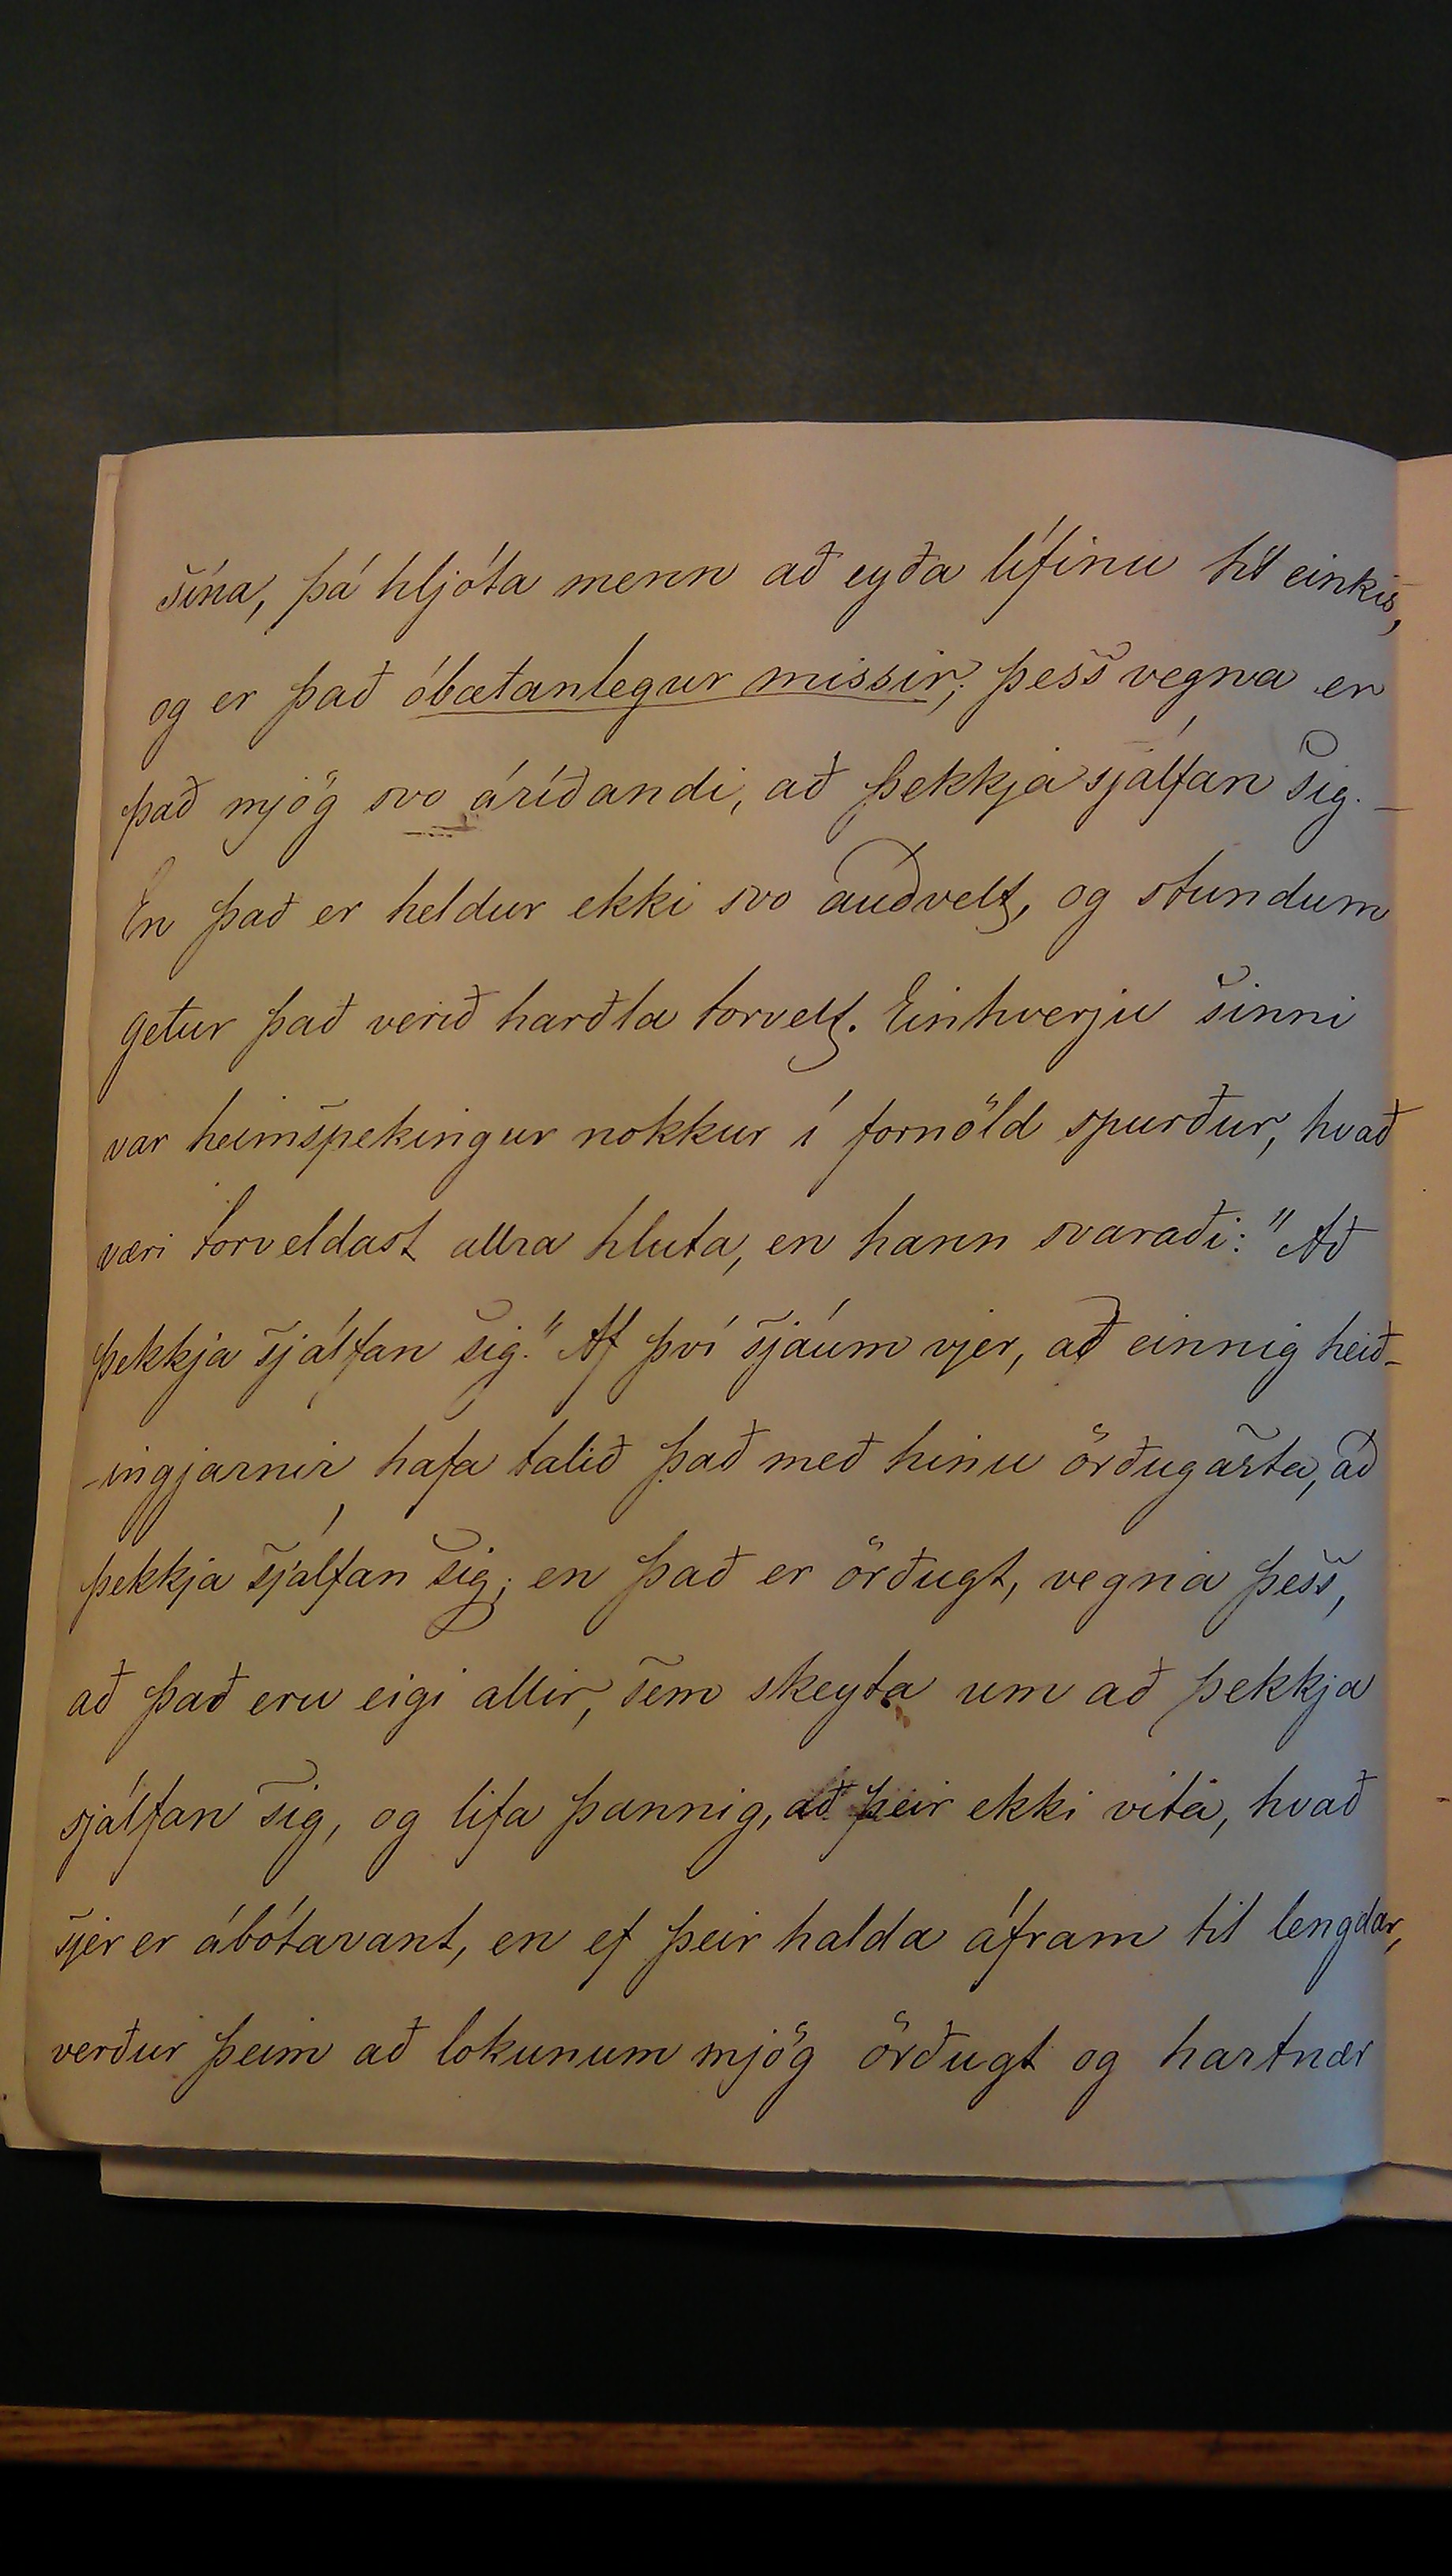 sína, þá hljóta menn að eyða lífinu til einkis,
og er það óbætanlegur missir; þess vegna er
það mjög svo áríðandi, að þekkja sjálfan sig. –
En það er heldur ekki svo auðvelt, og stundum
getur það verið harðla torvelt. Einhverju sinni
var heimspekingur nokkur í fornöld spurður, hvað
væri torveldast allra hluta, en hann svaraði: "Að
þekkja sjálfan sig." Af því sjáum vjer, að einnig heið-
-ingjarnir hafa talið það með hinu örðugasta, að
þekkja sjálfan sig; en það er örðugt, vegna þess,
að það eru eigi allir, sem skeyta um að þekkja
sjálfan sig, og lifa þannig, að þeir ekki vita, hvað
sjer er ábótavant, en ef þeir halda áfram til lengdar,
verður þeim að lokunum mjög örðugt og hartnær